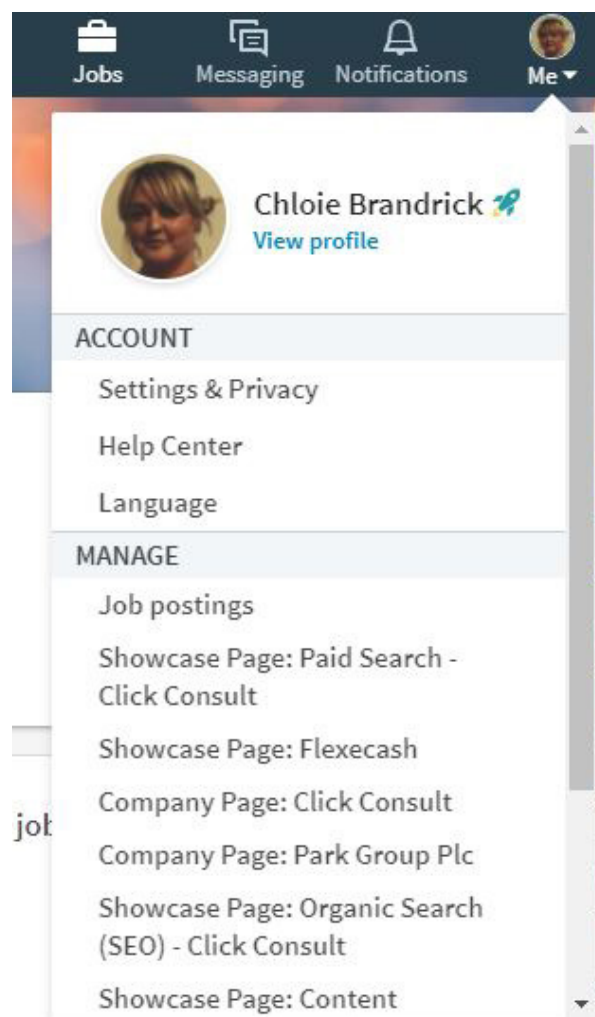 Jobs
Messaging
Notifications
Me
Chloie Brandrick
View profile
ACCOUNT
Settings & Privacy
Help Center
Language
MANAGE
Job postings
Showcase Page: Paid Search -
Click Consult
Showcase Page: Flexecash
Company Page: Click Consult
job
Company Page: Park Group Plc
Showcase Page: Organic Search
(SEO) - Click Consult
Showcase Page: Content